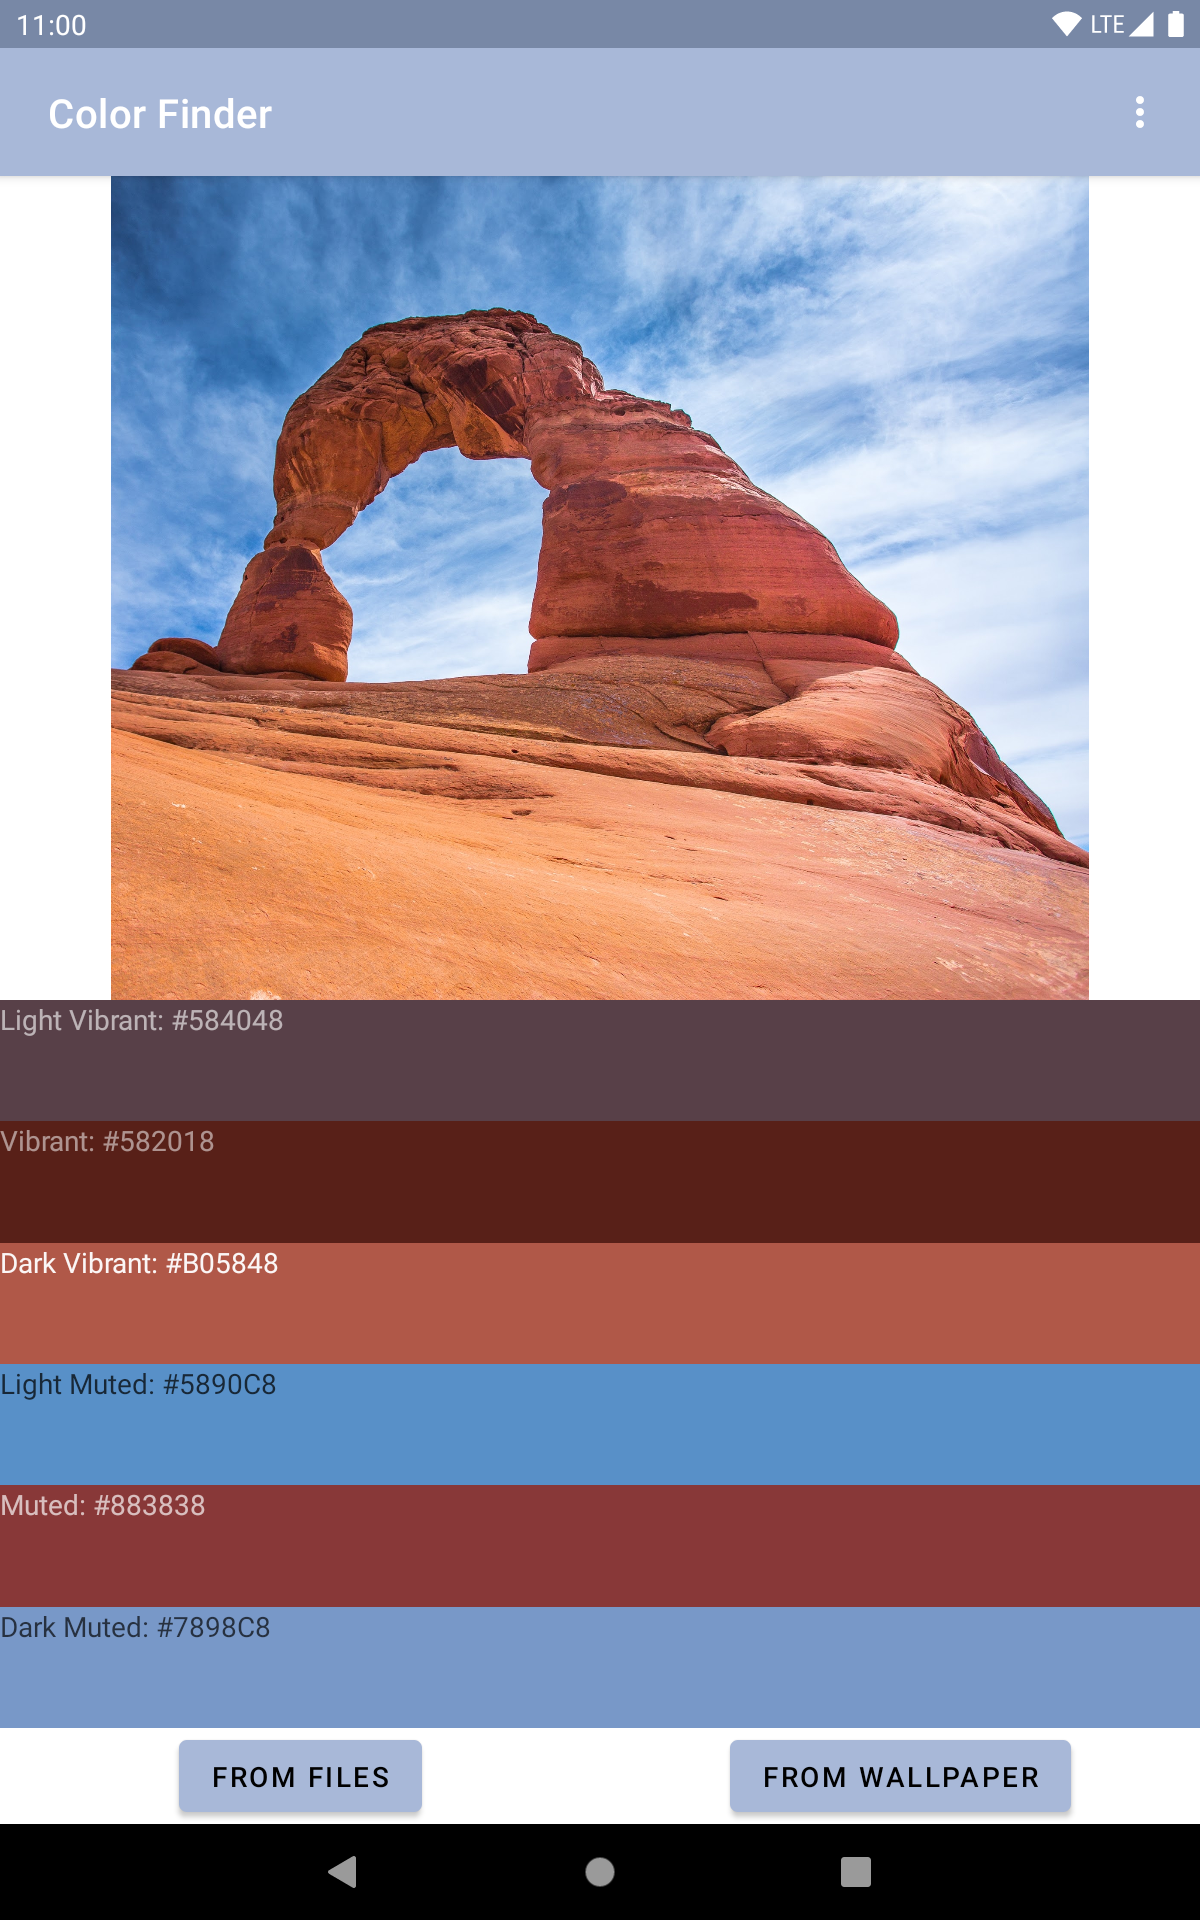 11:00
LTE
Color Finder
Light Vibrant: #584048
Vibrant: #582018
Dark Vibrant: #B05848
Light Muted: #5890C8
Muted: #883838
Dark Muted: #7898C8
FROM FILES
FROM WALLPAPER